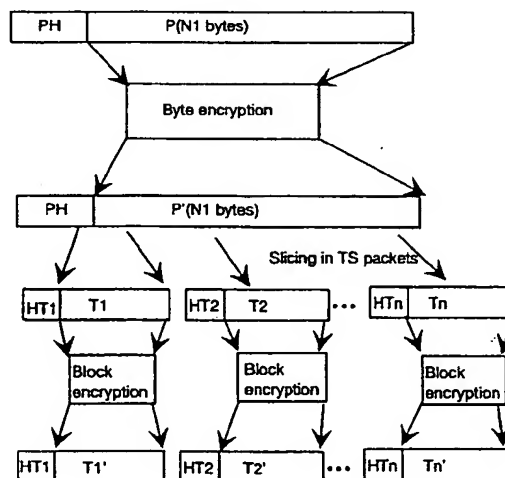 PH P(N1 bytes)
Byte encryption
PH P'(N1 bytes)
Slicing in TS packets
HT1 T1 HT2 T2 ... HTn Tn
Block encryption Block encryption Block encryption
HT1 T1' HT2 T2' ... HTn Tn'